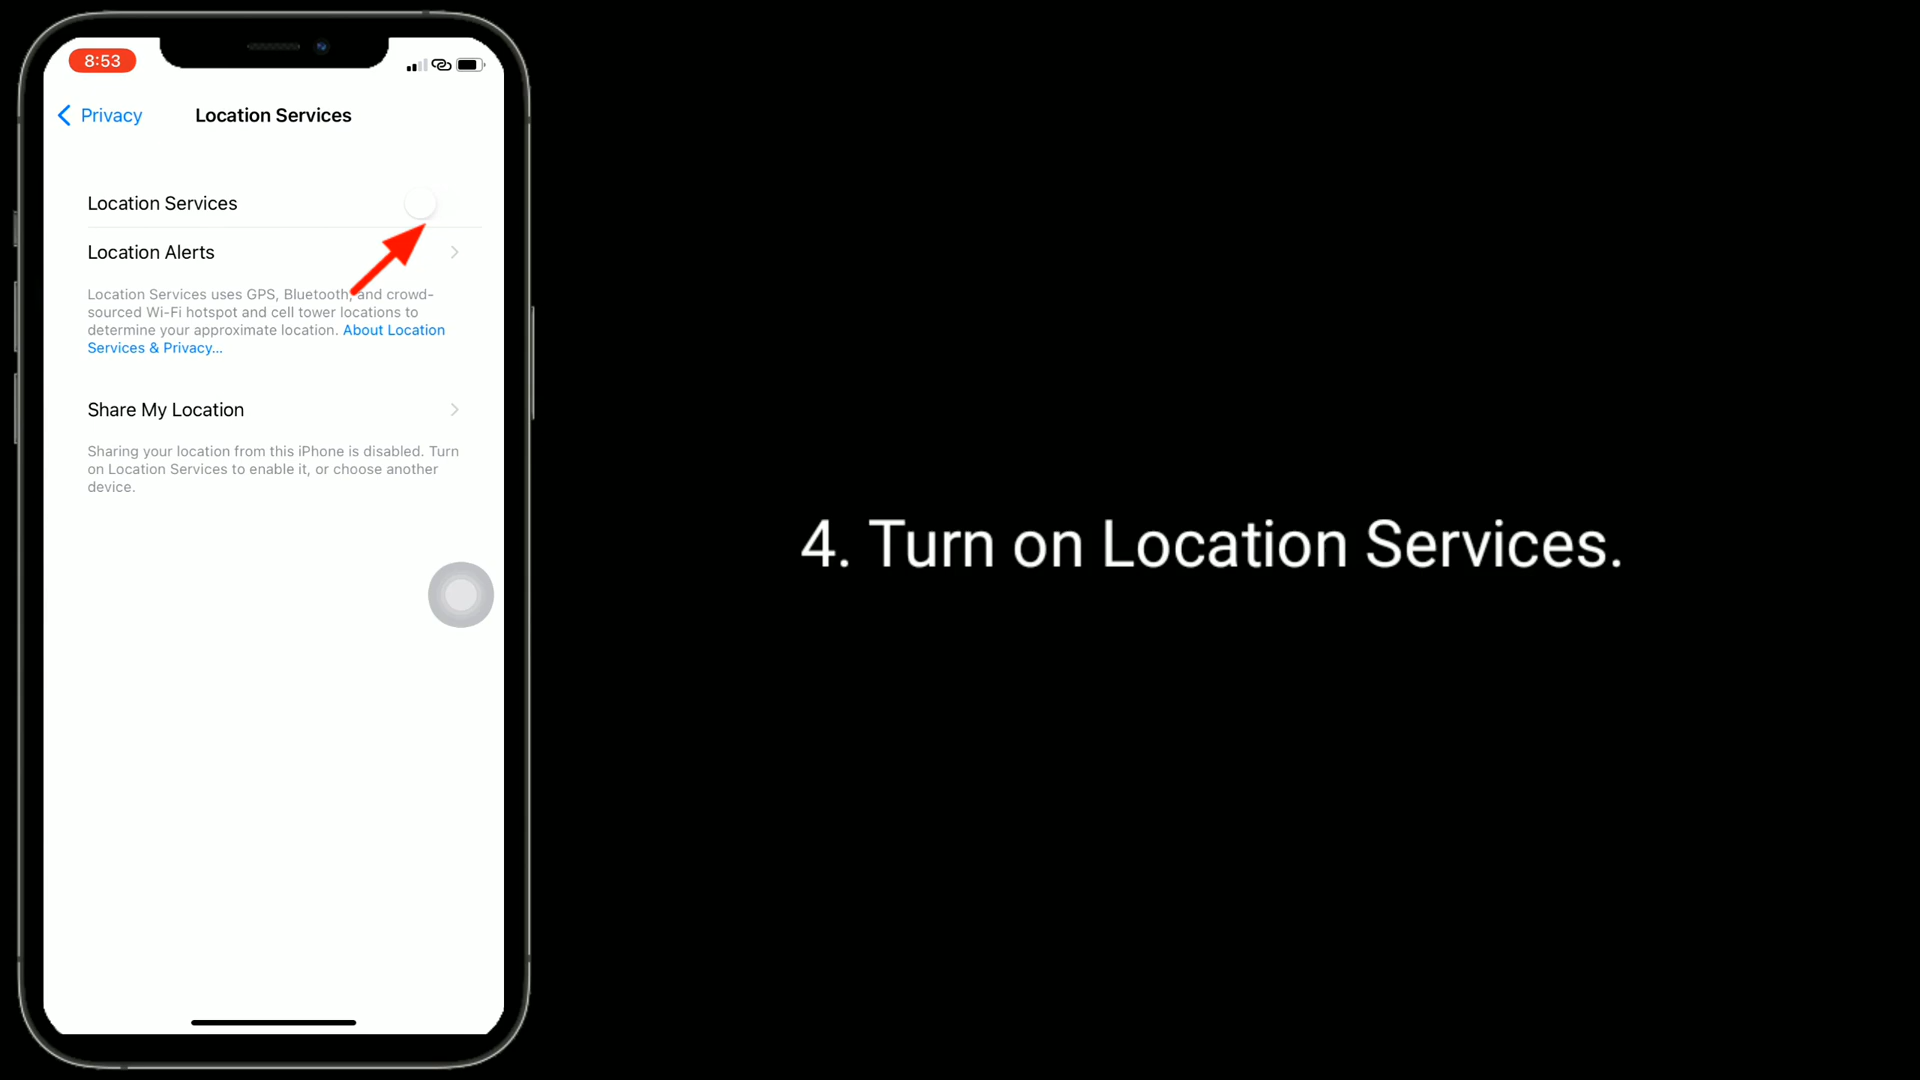 8:53
Privacy
Location Services
Location Services
Location Alerts
Location Services uses GPS, Bluetooth, and crowd-
sourced Wi-Fi hotspot and cell tower locations to
determine your approximate location. About Location
Services & Privacy...
Share My Location
Sharing your location from this iPhone is disabled. Turn
on Location Services to enable it, or choose another
device.
4. Turn on Location Services.